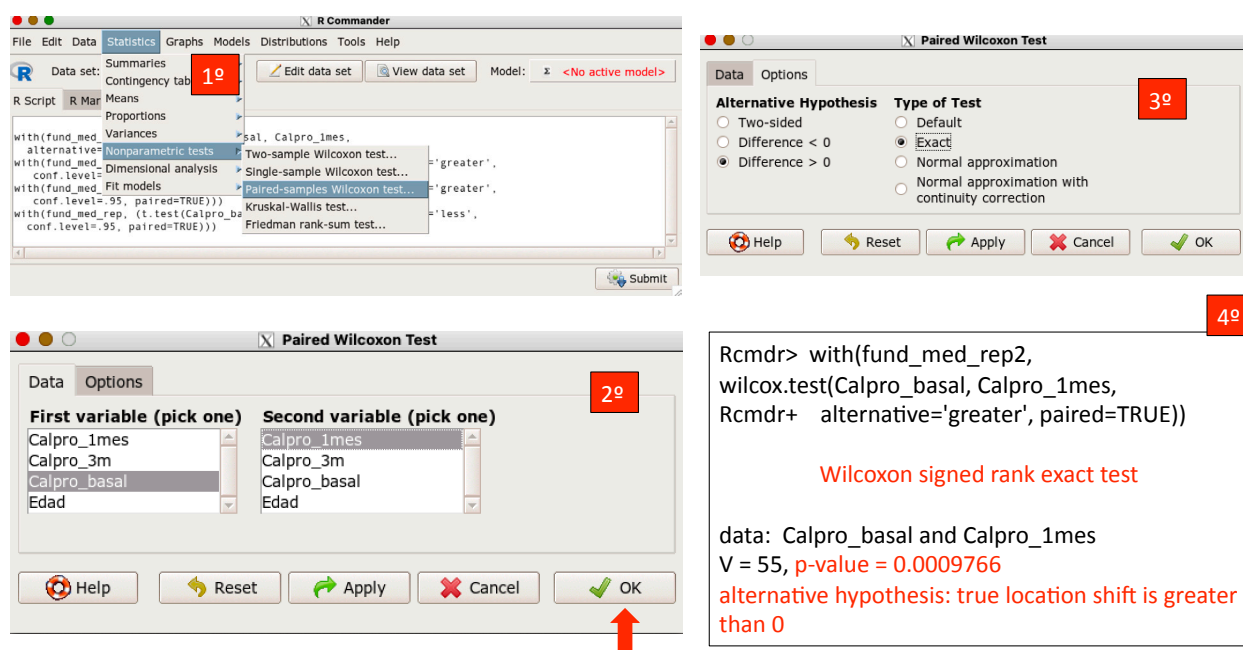 R Commander
File Edit Data Statistics Graphs Models Distributions Tools Help
R Data set: Edit data set View data set Model: Σ <No active model>
1º
Summaries
Contingency tab
Means
Proportions
Variances
Nonparametric tests
Dimensional analysis
Fit models
Two-sample Wilcoxon test...
Single-sample Wilcoxon test...
Paired-samples Wilcoxon test...
Kruskal-Wallis test...
Friedman rank-sum test...
R Script R Mar
with(fund_med_ sal, Calpro_1mes,
alternative=
with(fund_med_ ='greater',
conf.level=
with(fund_med_ ='greater',
conf.level=.95, paired=TRUE)))
with(fund_med_rep, (t.test(Calpro_ba ='less',
conf.level=.95, paired=TRUE)))
Submit
Paired Wilcoxon Test
Data Options
3º
Alternative Hypothesis Type of Test
Two-sided Default
Difference < 0 Exact
Difference > 0 Normal approximation
Normal approximation with
continuity correction
Help Reset Apply Cancel OK
Paired Wilcoxon Test
Data Options
2º
First variable (pick one) Second variable (pick one)
Calpro_1mes Calpro_1mes
Calpro_3m Calpro_3m
Calpro_basal Calpro_basal
Edad Edad
Help Reset Apply Cancel OK
4º
Rcmdr> with(fund_med_rep2,
wilcox.test(Calpro_basal, Calpro_1mes,
Rcmdr+ alternative='greater', paired=TRUE))
Wilcoxon signed rank exact test
data: Calpro_basal and Calpro_1mes
V = 55, p-value = 0.0009766
alternative hypothesis: true location shift is greater
than 0